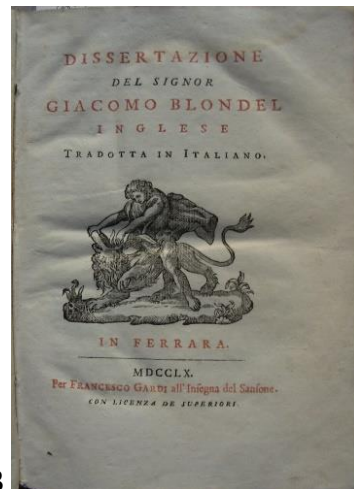 DISSERTAZIONE
DEL SIGNOR
GIACOMO BLONDEL
INGLESE
TRADOTTA IN ITALIANO.
IN FERRARA.
MDCCLX.
Per FRANCESCO GARDI all' Insegna del Sansone.
CON LICENZA DE SUPERIORI.
3